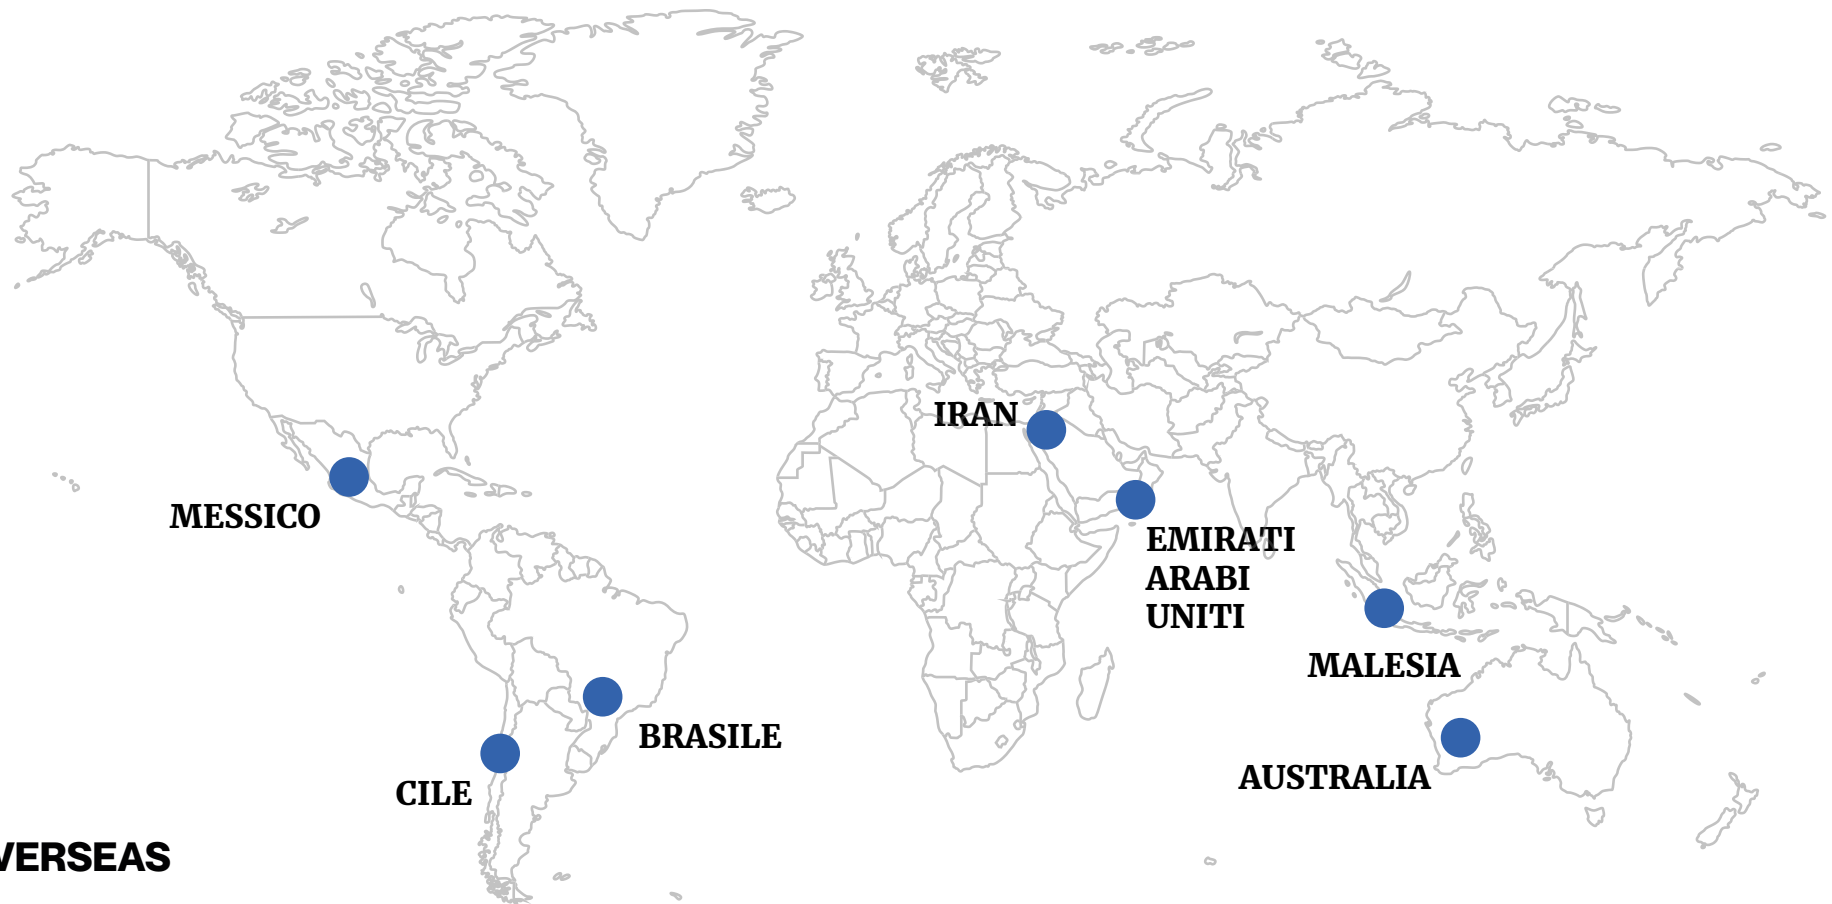 IRAN
MESSICO
EMIRATI
ARABI
UNITI
MALESIA
BRASILE
AUSTRALIA
CILE
VERSEAS